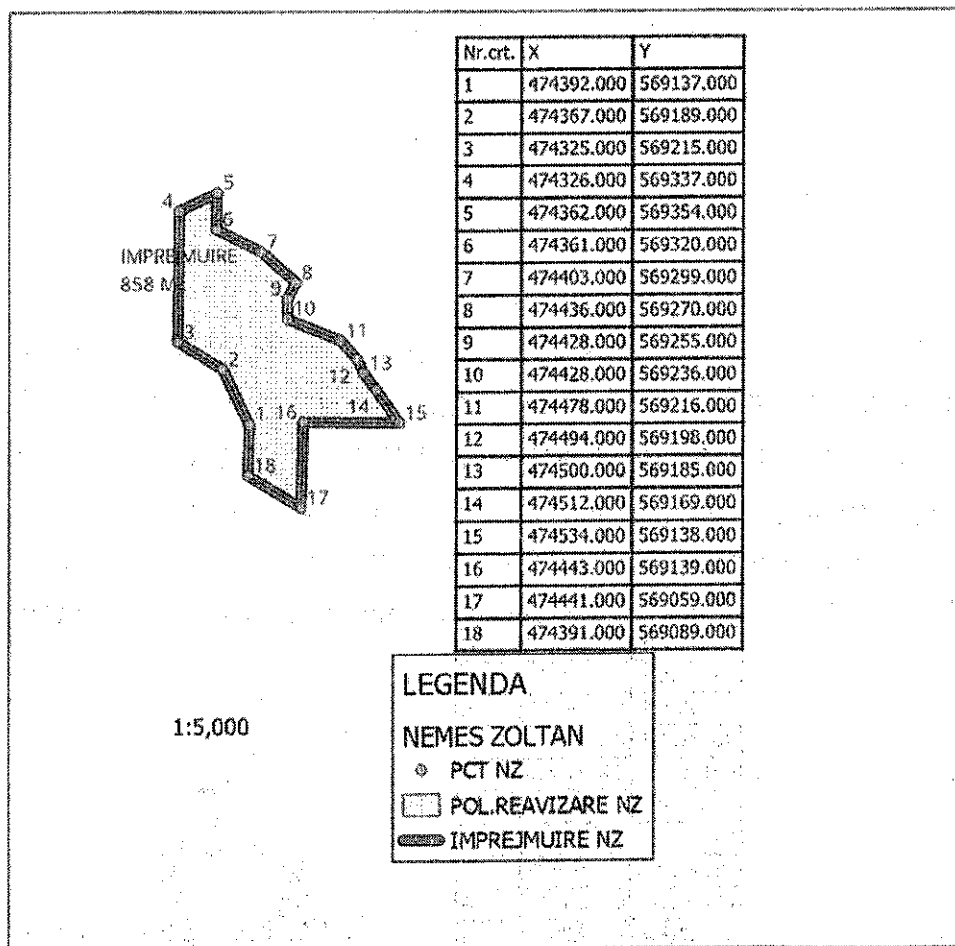 Nr.crt. X Y
1 474392.000 569137.000
2 474367.000 569189.000
3 474325.000 569215.000
4 474326.000 569337.000
5 474362.000 569354.000
6 474361.000 569320.000
7 474403.000 569299.000
8 474436.000 569270.000
9 474428.000 569255.000
10 474428.000 569236.000
11 474478.000 569216.000
12 474494.000 569198.000
13 474500.000 569185.000
14 474512.000 569169.000
15 474534.000 569138.000
16 474443.000 569139.000
17 474441.000 569059.000
18 474391.000 569089.000
5
4
6
7
IMPREJMUIRE
8
858 M
9
10
11
3
13
2
12
14
15
1
16
18
17
LEGENDA
1:5,000
NEMES ZOLTAN
PCT NZ
POL.REAVIZARE NZ
IMPREJMUIRE NZ